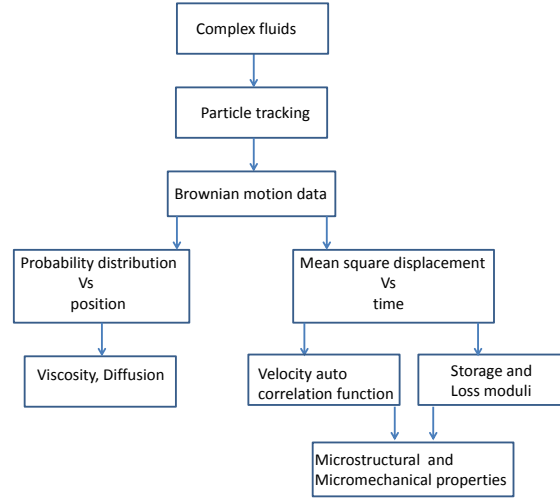 Complex fluids
Particle tracking
Brownian motion data
Probability distribution
Vs
position
Mean square displacement
Vs
time
Viscosity, Diffusion
Velocity auto
correlation function
Storage and
Loss moduli
Microstructural and
Micromechanical properties